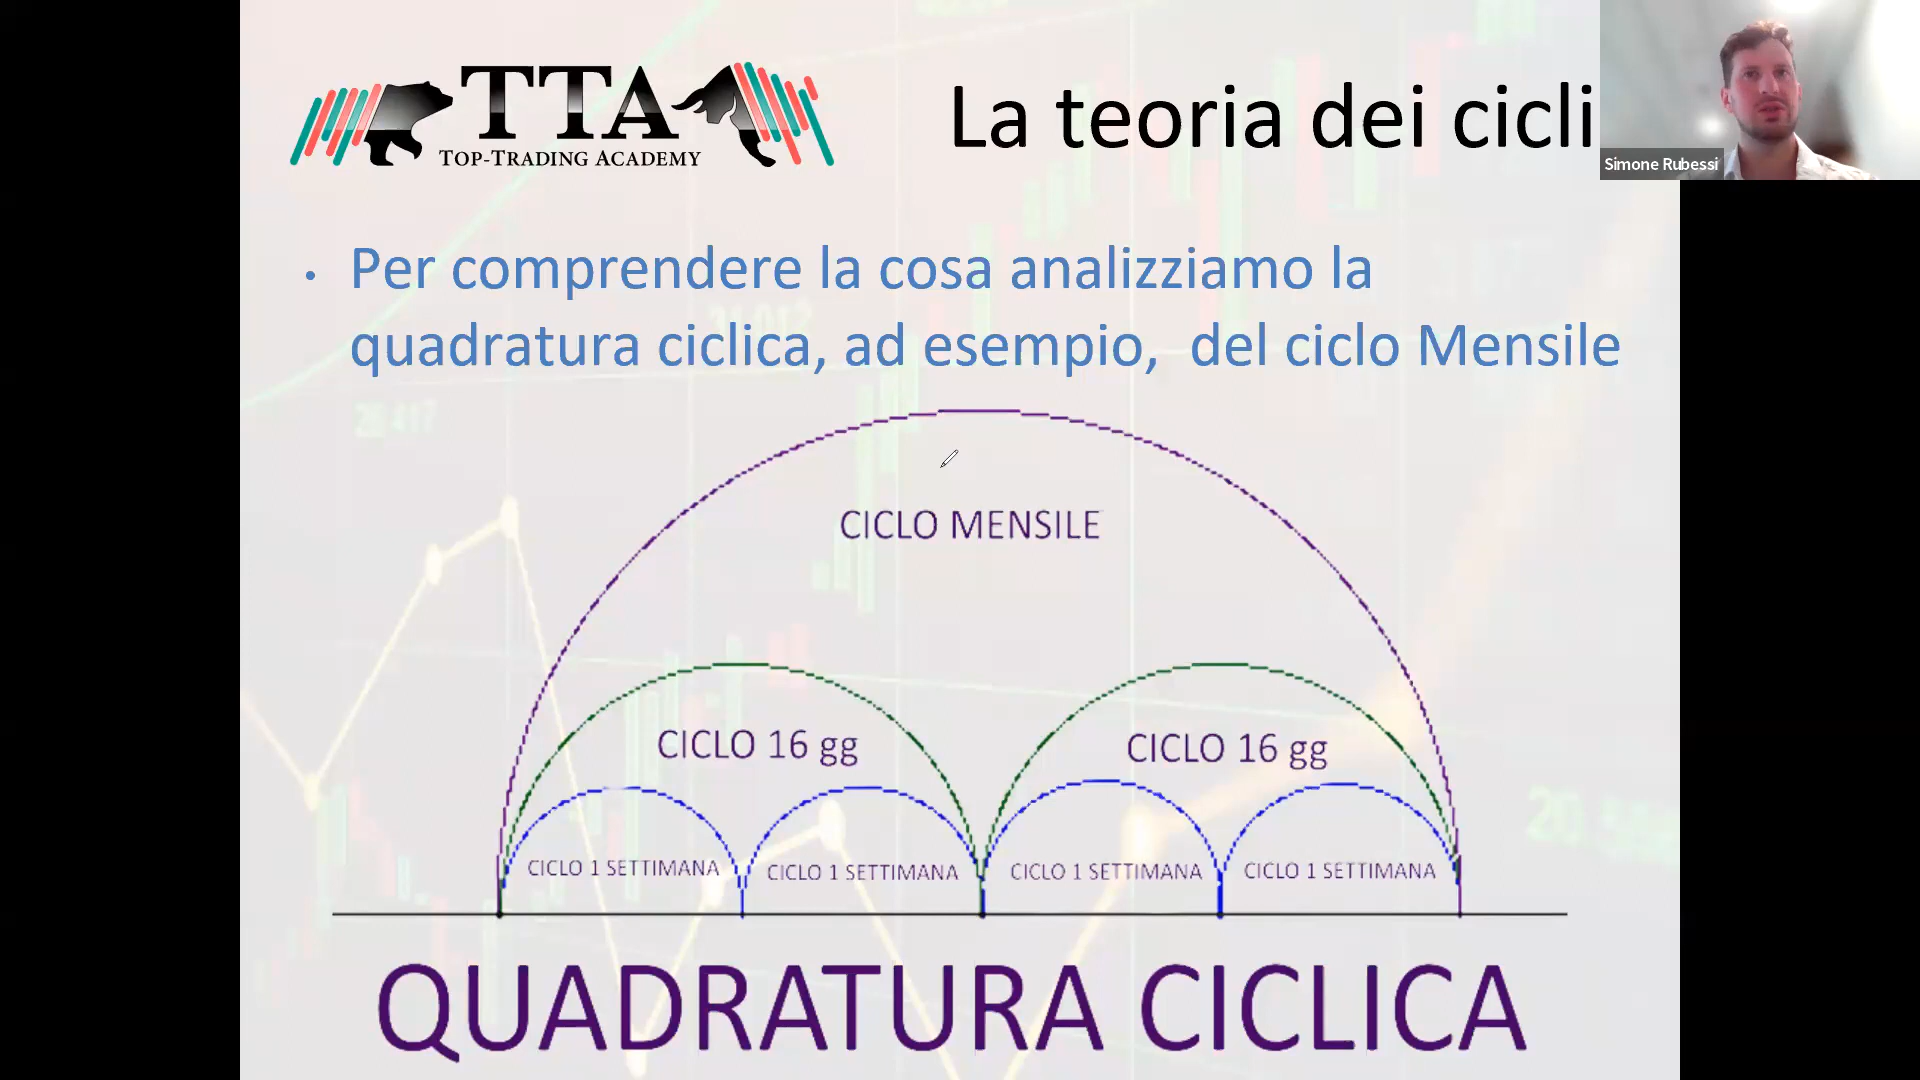 TTA
TOP-TRADING ACADEMY
La teoria dei cicli
Simone Rubessi
• Per comprendere la cosa analizziamo la
quadratura ciclica, ad esempio, del ciclo Mensile
CICLO MENSILE
CICLO 16 gg
CICLO 16 gg
CICLO 1 SETTIMANA
CICLO 1 SETTIMANA
CICLO 1 SETTIMANA
CICLO 1 SETTIMANA
QUADRATURA CICLICA